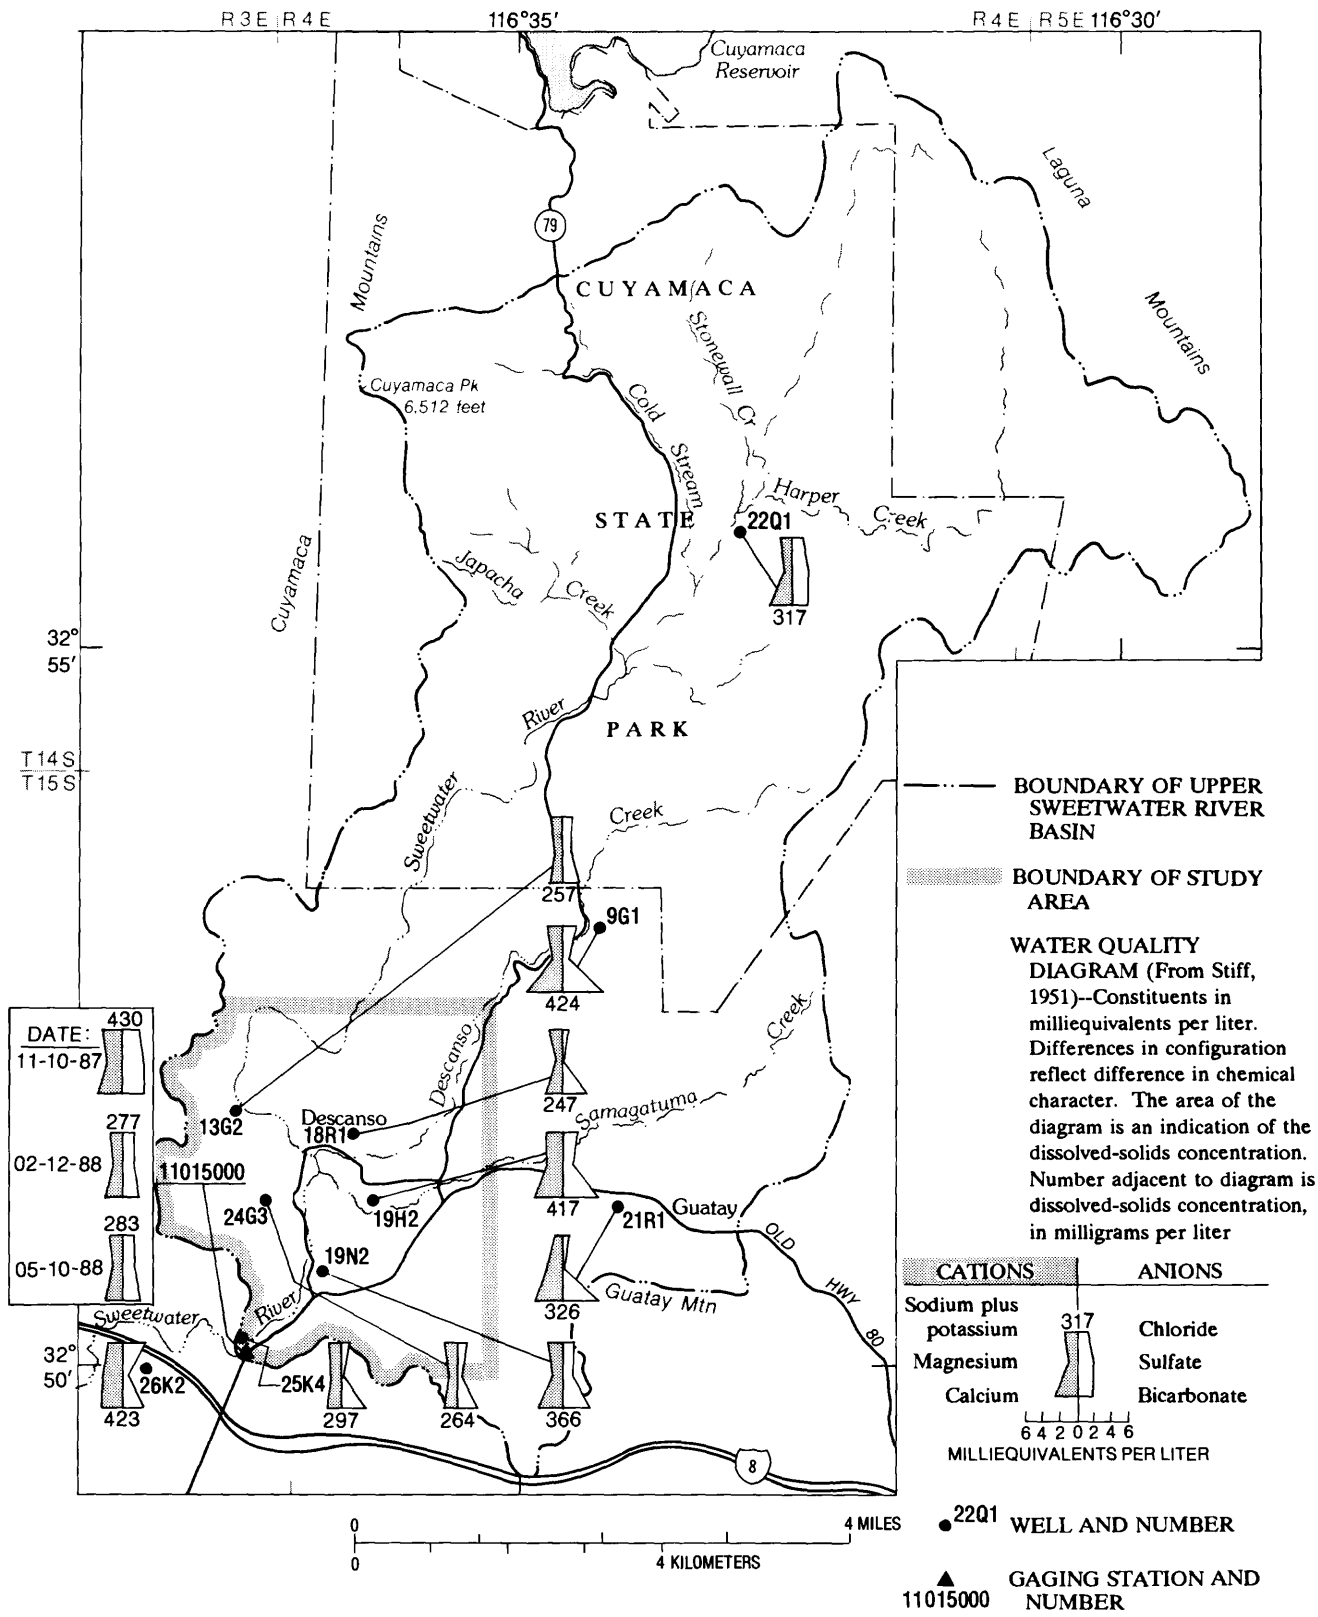 R 3 E R 4 E
116°35′
R 4 E R 5 E 116°30′
Cuyamaca
Reservoir
Laguna
Mountains
79
Mountains
CUYAMACA
Stonewall Cr
Cuyamaca Pk
6,512 feet
Cold
Stream
Harper
Creek
STATE
22Q1
317
Japacha
Creek
Cuyamaca
32°
55′
River
PARK
T 14 S
T 15 S
Sweetwater
Creek
257
9G1
424
Descanso
Creek
DATE:
430
11-10-87
277
02-12-88
283
05-10-88
247
13G2
Descanso
18R1
Samagatuma
11015000
24G3
19H2
417
21R1
Guatay
OLD
HWY
80
19N2
326
Guatay Mtn
Sweetwater
River
32°
50′
26K2
423
25K4
297
264
366
8
BOUNDARY OF UPPER
SWEETWATER RIVER
BASIN
BOUNDARY OF STUDY
AREA
WATER QUALITY
DIAGRAM (From Stiff,
1951)--Constituents in
milliequivalents per liter.
Differences in configuration
reflect difference in chemical
character. The area of the
diagram is an indication of the
dissolved-solids concentration.
Number adjacent to diagram is
dissolved-solids concentration,
in milligrams per liter
CATIONS ANIONS
Sodium plus
potassium 317 Chloride
Magnesium Sulfate
Calcium Bicarbonate
6 4 2 0 2 4 6
MILLIEQUIVALENTS PER LITER
22Q1 WELL AND NUMBER
GAGING STATION AND
11015000 NUMBER
0 4 MILES
0 4 KILOMETERS